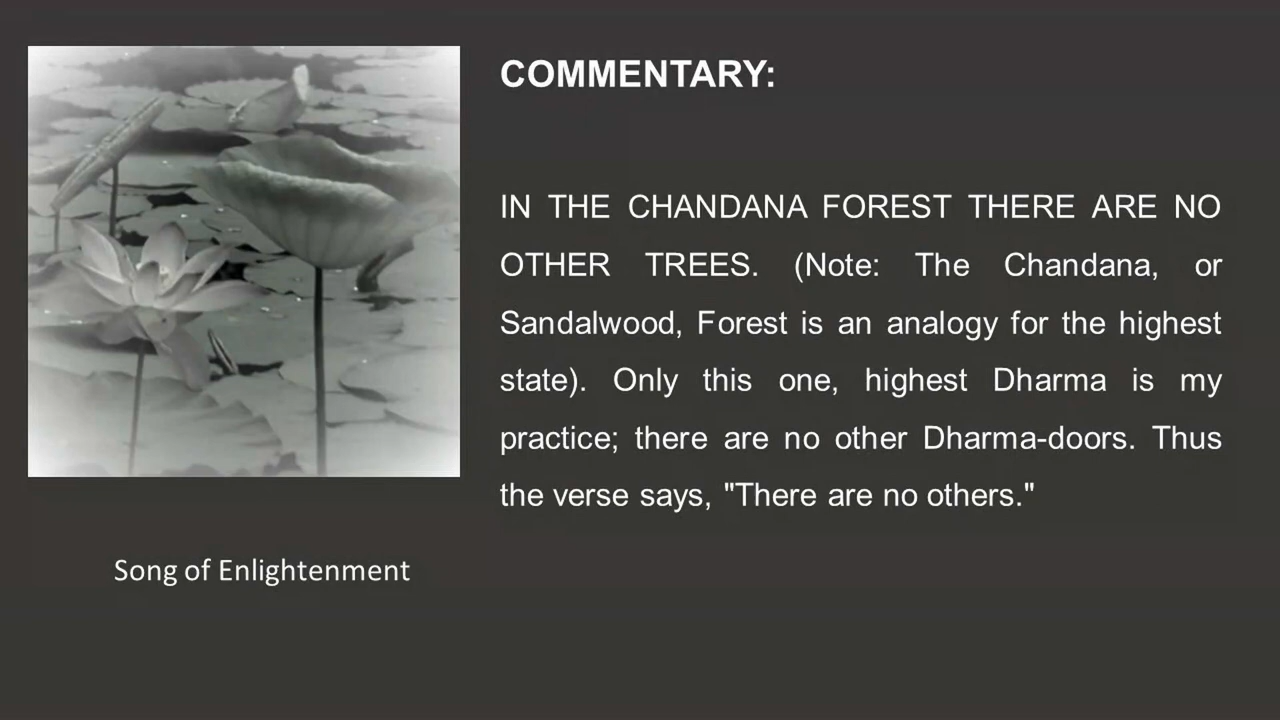 COMMENTARY:
IN THE CHANDANA FOREST THERE ARE NO
OTHER TREES. (Note: The Chandana, or
Sandalwood, Forest is an analogy for the highest
state). Only this one, highest Dharma is my
practice; there are no other Dharma-doors. Thus
the verse says, "There are no others."
Song of Enlightenment